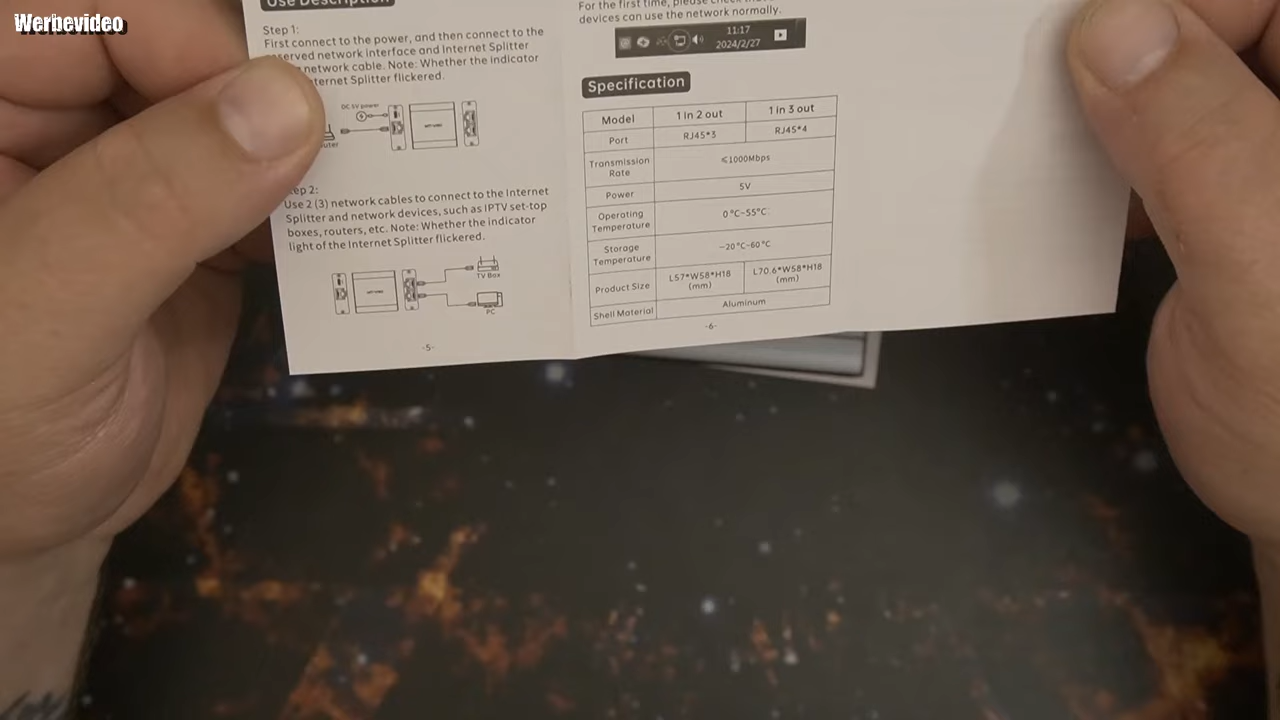 Werbevideo
Use Description
Step 1:
First connect to the power, and then connect to the
network interface and Internet Splitter
network cable. Note: Whether the indicator
Internet Splitter flickered.
DC 5V power
Step 2:
Use 2 (3) network cables to connect to the Internet
Splitter and network devices, such as IPTV set-top
boxes, routers, etc. Note: Whether the indicator
light of the Internet Splitter flickered.
TV Box
PC
-5-
For the first time, please check
devices can use the network normally.
11:17
2024/2/27
Specification
Model 1 in 2 out 1 in 3 out
Port RJ45*3 RJ45*4
Transmission
Rate ≤1000Mbps
Power 5V
Operating
Temperature 0°C~55°C
Storage
Temperature -20°C~60°C
Product Size L57*W58*H18
(mm) L70.6*W58*H18
(mm)
Shell Material Aluminum
-6-